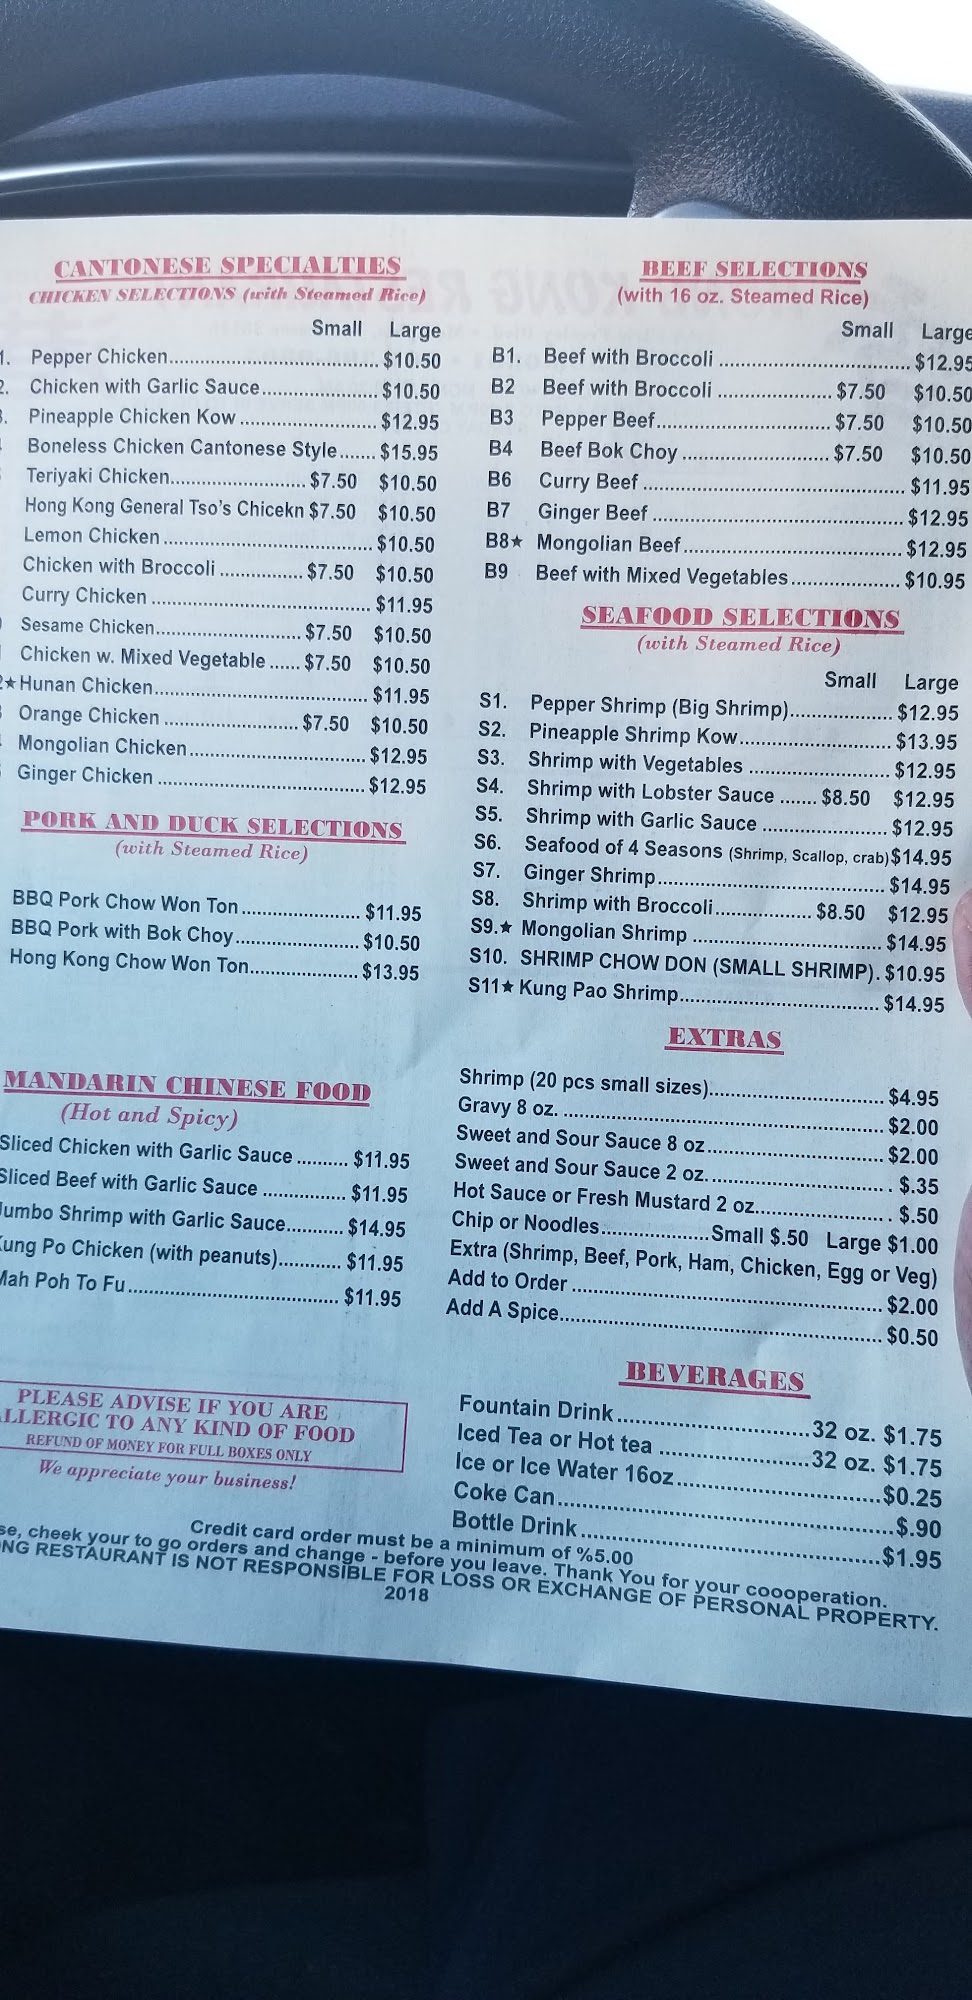 CANTONESE SPECIALTIES
CHICKEN SELECTIONS (with Steamed Rice)
Small Large
1. Pepper Chicken $10.50
2. Chicken with Garlic Sauce $10.50
3. Pineapple Chicken Kow $12.95
Boneless Chicken Cantonese Style $15.95
Teriyaki Chicken $7.50 $10.50
Hong Kong General Tso's Chicekn $7.50 $10.50
Lemon Chicken $10.50
Chicken with Broccoli $7.50 $10.50
Curry Chicken $11.95
Sesame Chicken $7.50 $10.50
Chicken w. Mixed Vegetable $7.50 $10.50
★Hunan Chicken $11.95
Orange Chicken $7.50 $10.50
Mongolian Chicken $12.95
Ginger Chicken $12.95
PORK AND DUCK SELECTIONS
(with Steamed Rice)
BBQ Pork Chow Won Ton $11.95
BBQ Pork with Bok Choy $10.50
Hong Kong Chow Won Ton $13.95
MANDARIN CHINESE FOOD
(Hot and Spicy)
Sliced Chicken with Garlic Sauce $11.95
Sliced Beef with Garlic Sauce $11.95
Jumbo Shrimp with Garlic Sauce $14.95
Kung Po Chicken (with peanuts) $11.95
Mah Poh To Fu $11.95
PLEASE ADVISE IF YOU ARE
ALLERGIC TO ANY KIND OF FOOD
REFUND OF MONEY FOR FULL BOXES ONLY
We appreciate your business!
BEEF SELECTIONS
(with 16 oz. Steamed Rice)
Small Large
B1. Beef with Broccoli $12.95
B2 Beef with Broccoli $7.50 $10.50
B3 Pepper Beef $7.50 $10.50
B4 Beef Bok Choy $7.50 $10.50
B6 Curry Beef $11.95
B7 Ginger Beef $12.95
B8★ Mongolian Beef $12.95
B9 Beef with Mixed Vegetables $10.95
SEAFOOD SELECTIONS
(with Steamed Rice)
Small Large
S1. Pepper Shrimp (Big Shrimp) $12.95
S2. Pineapple Shrimp Kow $13.95
S3. Shrimp with Vegetables $12.95
S4. Shrimp with Lobster Sauce $8.50 $12.95
S5. Shrimp with Garlic Sauce $12.95
S6. Seafood of 4 Seasons (Shrimp, Scallop, crab) $14.95
S7. Ginger Shrimp $14.95
S8. Shrimp with Broccoli $8.50 $12.95
S9.★ Mongolian Shrimp $14.95
S10. SHRIMP CHOW DON (SMALL SHRIMP). $10.95
S11★ Kung Pao Shrimp $14.95
EXTRAS
Shrimp (20 pcs small sizes) $4.95
Gravy 8 oz. $2.00
Sweet and Sour Sauce 8 oz $2.00
Sweet and Sour Sauce 2 oz. $.35
Hot Sauce or Fresh Mustard 2 oz. $.50
Chip or Noodles Small $.50 Large $1.00
Extra (Shrimp, Beef, Pork, Ham, Chicken, Egg or Veg)
Add to Order $2.00
Add A Spice $0.50
BEVERAGES
Fountain Drink 32 oz. $1.75
Iced Tea or Hot tea 32 oz. $1.75
Ice or Ice Water 16oz $0.25
Coke Can $.90
Bottle Drink $1.95
Credit card order must be a minimum of %5.00
se, cheek your to go orders and change - before you leave. Thank You for your coooperation.
NG RESTAURANT IS NOT RESPONSIBLE FOR LOSS OR EXCHANGE OF PERSONAL PROPERTY.
2018